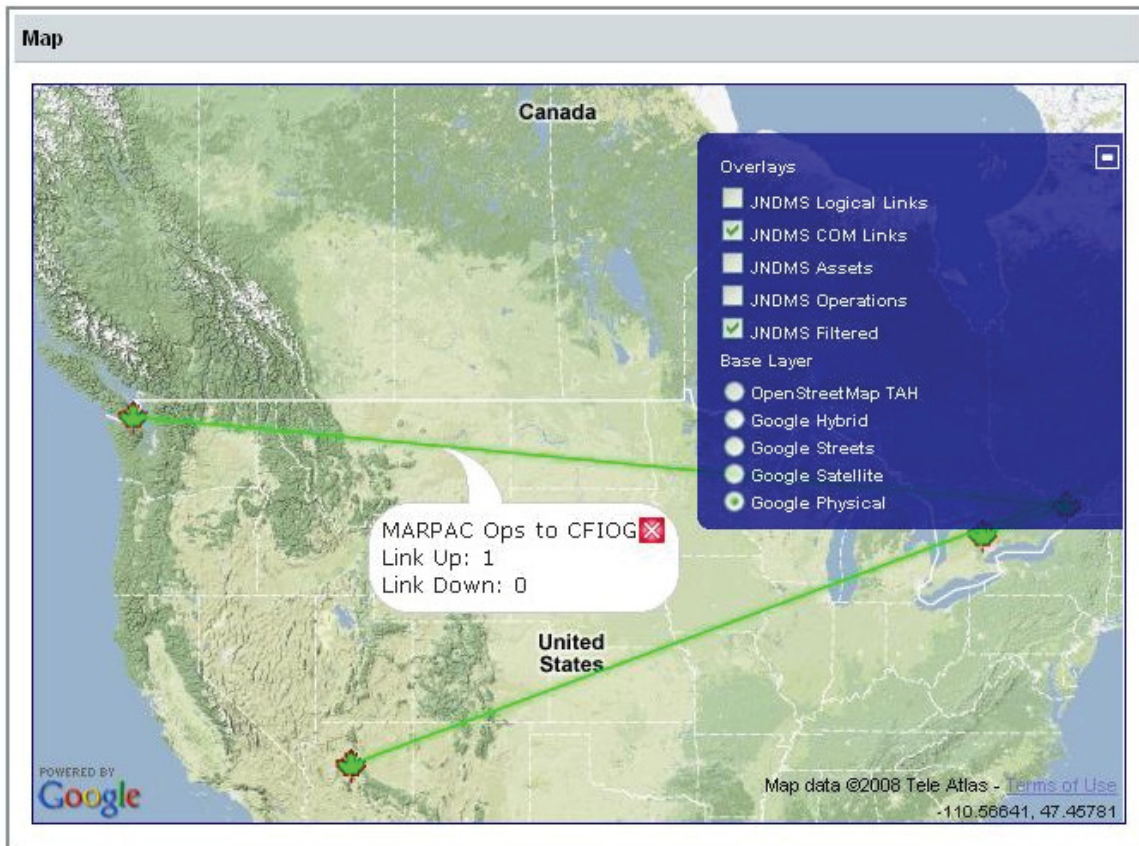 Map
Canada
Overlays
JNDMS Logical Links
JNDMS COM Links
JNDMS Assets
JNDMS Operations
JNDMS Filtered
Base Layer
OpenStreetMap TAH
Google Hybrid
Google Streets
Google Satellite
Google Physical
MARPAC Ops to CFIOG
Link Up: 1
Link Down: 0
United
States
POWERED BY
Google
Map data ©2008 Tele Atlas - Terms of Use
-110.56641, 47.45781